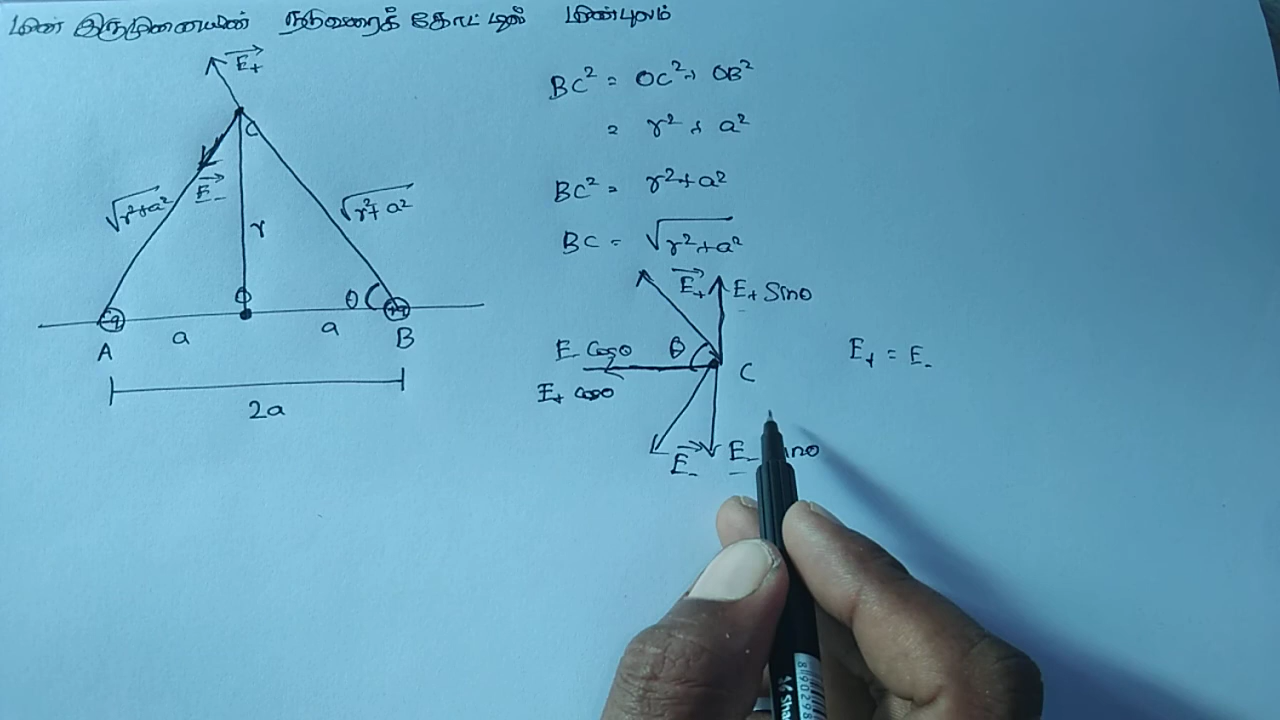 மின் இருமுனையின் நடுவரைக் கோட்டில் மின்புலம்
E₊
C
E₋
√r²+a²
√r²+a²
r
O
θ
-q
+q
a
a
A
B
2a
BC² = OC² + OB²
= r² + a²
BC² = r²+a²
BC = √r²+a²
E₊
E₊ Sinθ
E₋ Cosθ
θ
C
E₊ Cosθ
E₊ = E₋
E₋
E₋ Sinθ